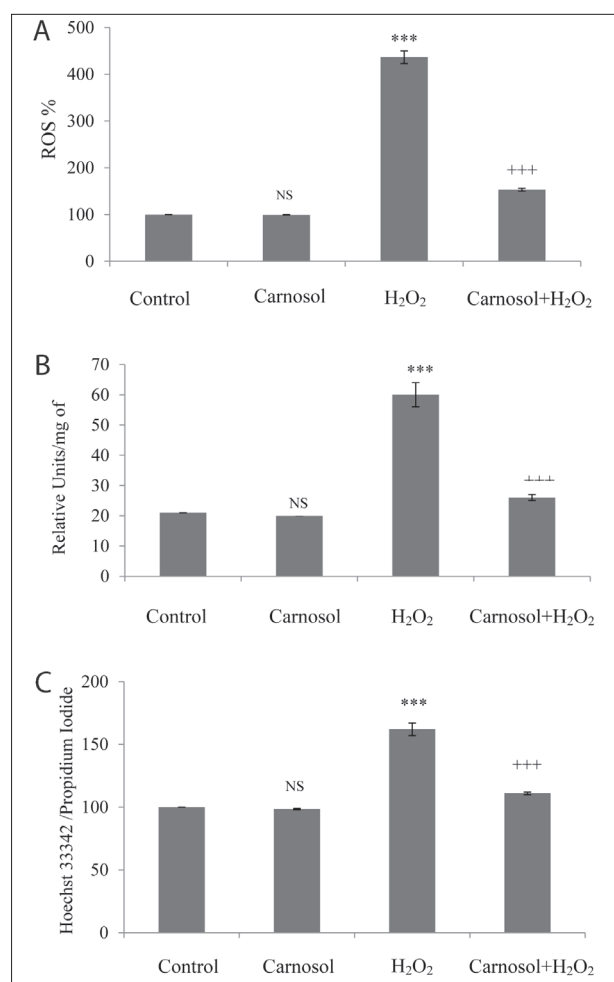 A
500
***
400
ROS %
300
200
+++
NS
100
0
Control Carnosol H₂O₂ Carnosol+H₂O₂
B
70
***
60
50
Relative Units/mg of
40
30
+++
NS
20
10
0
Control Carnosol H₂O₂ Carnosol+H₂O₂
C
200
***
150
Hoechst 33342 /Propidium Iodide
+++
NS
100
50
0
Control Carnosol H₂O₂ Carnosol+H₂O₂